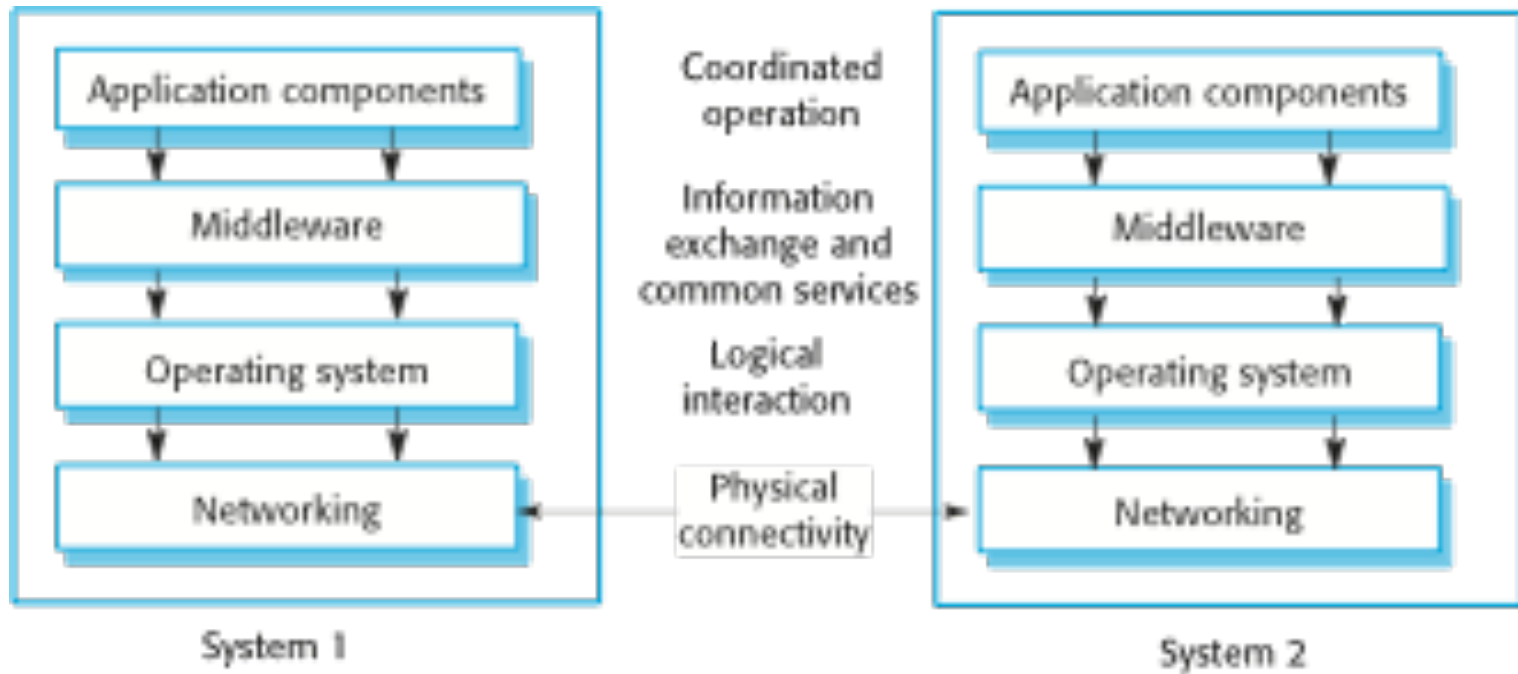 Application components
Middleware
Operating system
Networking
System 1
Coordinated
operation
Information
exchange and
common services
Logical
interaction
Physical
connectivity
Application components
Middleware
Operating system
Networking
System 2